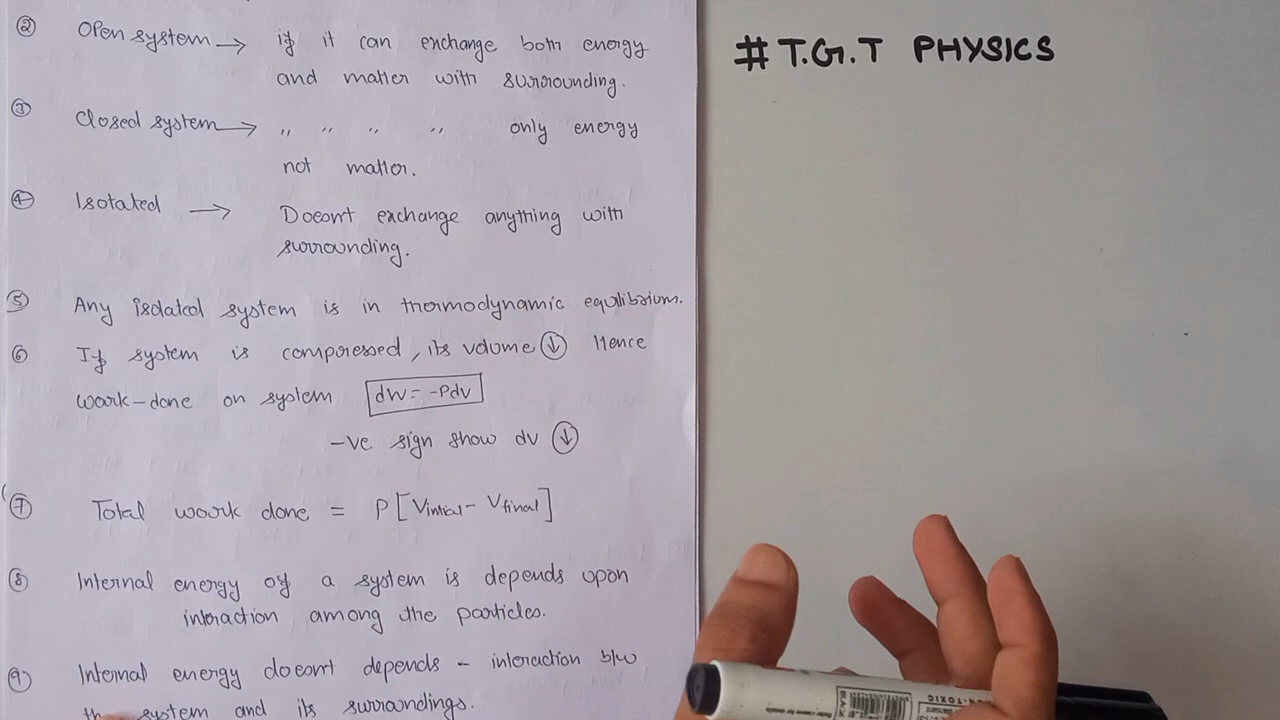 ② Open system → if it can exchange both energy
and matter with surrounding.
③ Closed system → ,, ,, ,, ,, only energy
not matter.
④ Isotated → Doesn't exchange anything with
surrounding.
⑤ Any isolated system is in thermodynamic equilibrium.
⑥ If system is compressed, its volume ↓ Hence
work-done on system dW = -Pdv
-ve sign show dv ↓
⑦ Total work done = P[Vintial - Vfinal]
⑧ Internal energy of a system is depends upon
interaction among the particles.
⑨ Internal energy doesn't depends - interaction b/w
the system and its surroundings.
# T.G.T PHYSICS